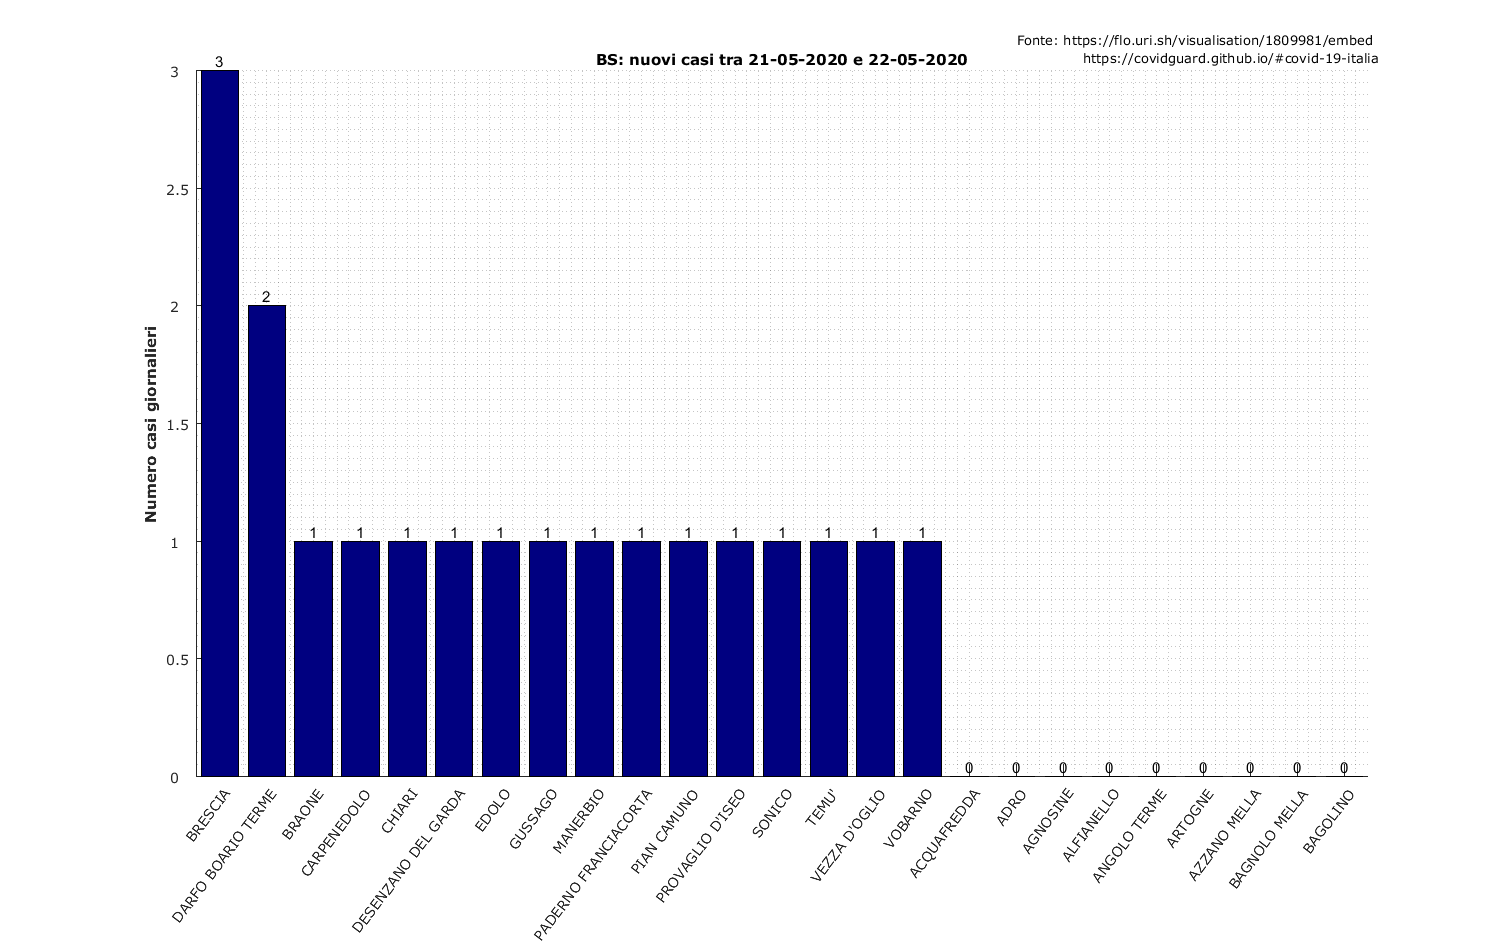 Fonte: https://flo.uri.sh/visualisation/1809981/embed
https://covidguard.github.io/#covid-19-italia
BS: nuovi casi tra 21-05-2020 e 22-05-2020
Numero casi giornalieri
3
2.5
2
1.5
1
0.5
0
3
2
1
1
1
1
1
1
1
1
1
1
1
1
1
1
0
0
0
0
0
0
0
0
0
BRESCIA
DARFO BOARIO TERME
BRAONE
CARPENEDOLO
CHIARI
DESENZANO DEL GARDA
EDOLO
GUSSAGO
MANERBIO
PADERNO FRANCIACORTA
PIAN CAMUNO
PROVAGLIO D'ISEO
SONICO
TEMU'
VEZZA D'OGLIO
VOBARNO
ACQUAFREDDA
ADRO
AGNOSINE
ALFIANELLO
ANGOLO TERME
ARTOGNE
AZZANO MELLA
BAGNOLO MELLA
BAGOLINO